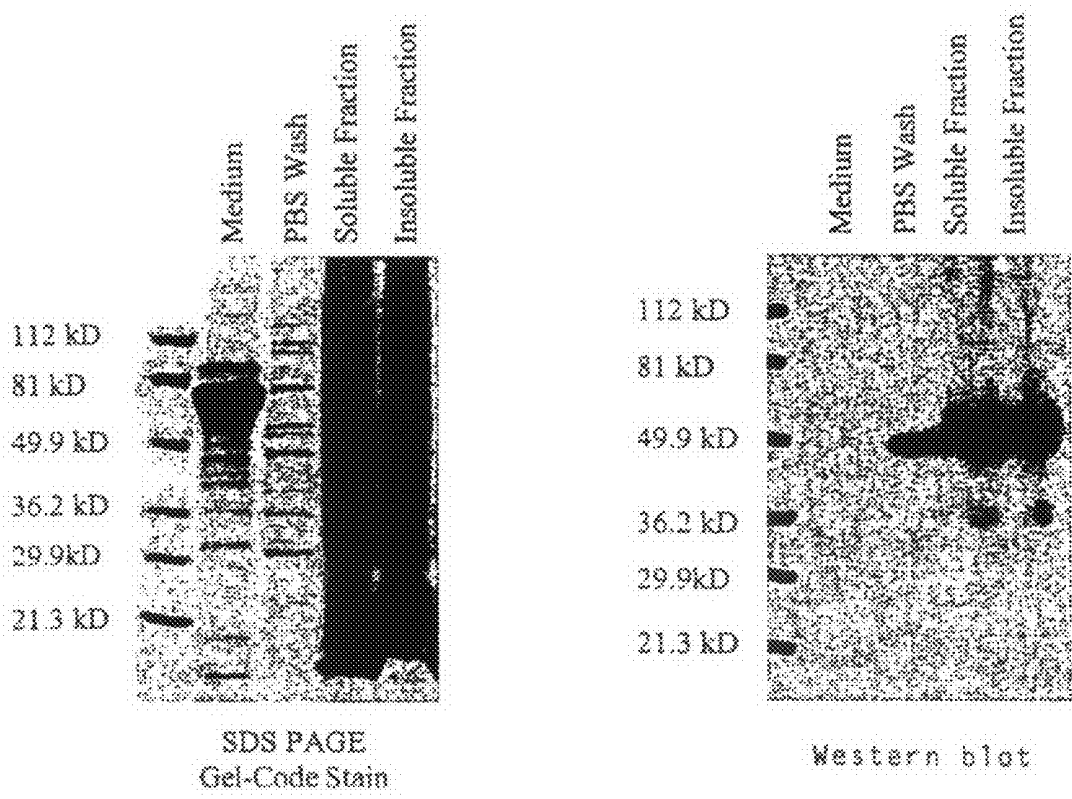 Medium
PBS Wash
Soluble Fraction
Insoluble Fraction
112 kD
81 kD
49.9 kD
36.2 kD
29.9kD
21.3 kD
SDS PAGE
Gel-Code Stain
Medium
PBS Wash
Soluble Fraction
Insoluble Fraction
112 kD
81 kD
49.9 kD
36.2 kD
29.9kD
21.3 kD
Western blot